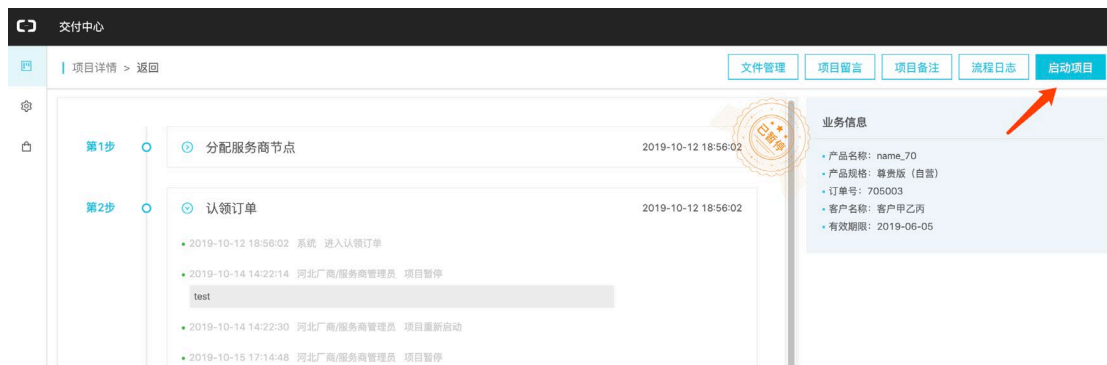 交付中心
项目详情 > 返回
文件管理 项目留言 项目备注 流程日志 启动项目
已暂停
第1步 分配服务商节点 2019-10-12 18:56:02
第2步 认领订单 2019-10-12 18:56:02
2019-10-12 18:56:02 系统 进入认领订单
2019-10-14 14:22:14 河北厂商/服务商管理员 项目暂停
test
2019-10-14 14:22:30 河北厂商/服务商管理员 项目重新启动
2019-10-15 17:14:48 河北厂商/服务商管理员 项目暂停
业务信息
产品名称: name_70
产品规格: 尊贵版（自营）
订单号: 705003
客户名称: 客户甲乙丙
有效期限: 2019-06-05